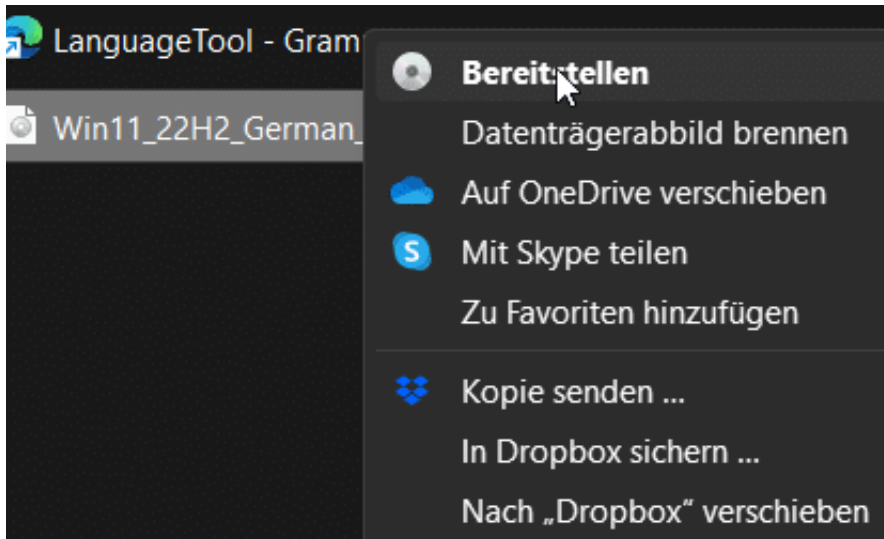 LanguageTool - Gram
Bereitstellen
Win11_22H2_German_
Datenträgerabbild brennen
Auf OneDrive verschieben
S
Mit Skype teilen
Zu Favoriten hinzufügen
Kopie senden ...
In Dropbox sichern ...
Nach „Dropbox“ verschieben